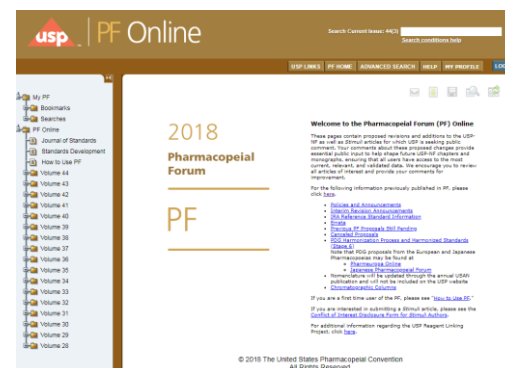 usp PF Online
Search Current Issue: 44(3)
Search conditions help
USP LINKS PF HOME ADVANCED SEARCH HELP MY PROFILE LOG
My PF
Bookmarks
Searches
PF Online
Journal of Standards
Standards Development
How to Use PF
Volume 44
Volume 43
Volume 42
Volume 41
Volume 40
Volume 39
Volume 38
Volume 37
Volume 36
Volume 35
Volume 34
Volume 33
Volume 32
Volume 31
Volume 30
Volume 29
Volume 28
2018
Pharmacopeial
Forum
PF
Welcome to the Pharmacopeial Forum (PF) Online
These pages contain proposed revisions and additions to the USP-
NF as well as Stimuli articles for which USP is seeking public
comment. Your comments about these proposed changes provide
essential public input to help shape future USP-NF chapters and
monographs, ensuring that all users have access to the most
current, relevant, and validated data. We encourage you to review
all articles of interest and provide your comments for
improvement.
For the following information previously published in PF, please
click here.
Policies and Announcements
Interim Revision Announcements
IRA Reference Standard Information
Errata
Previous PF Proposals Still Pending
Canceled Proposals
PDG Harmonization Process and Harmonized Standards
(Stage 6)
Note that PDG proposals from the European and Japanese
Pharmacopoeias may be found at
Pharmeuropa Online
Japanese Pharmacopoeial Forum
Nomenclature will be updated through the annual USAN
publication and will not be included on the USP website
Chromatographic Columns
If you are a first time user of the PF, please see "How to Use PF."
If you are interested in submitting a Stimuli article, please see the
Conflict of Interest Disclosure Form for Stimuli Authors.
For additional information regarding the USP Reagent Linking
Project, click here.
© 2018 The United States Pharmacopeial Convention
All Rights Reserved